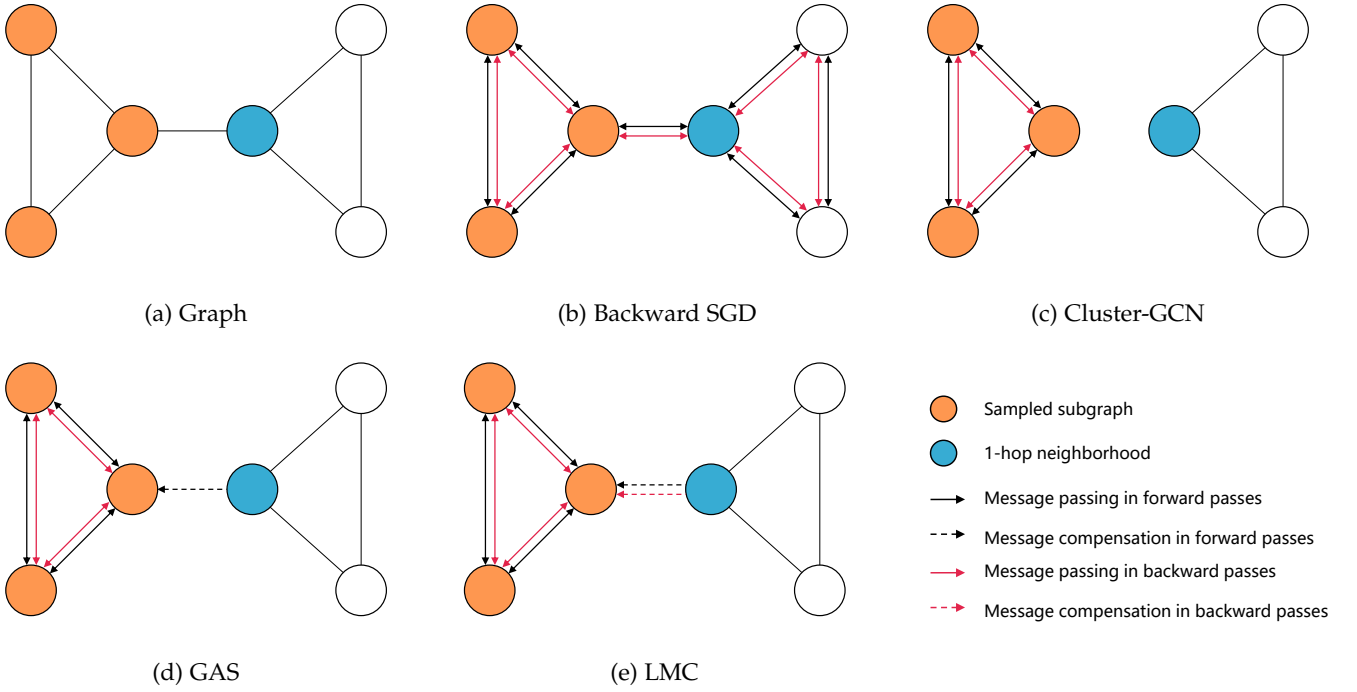 (a) Graph
(b) Backward SGD
(c) Cluster-GCN
Sampled subgraph
1-hop neighborhood
Message passing in forward passes
Message compensation in forward passes
Message passing in backward passes
Message compensation in backward passes
(d) GAS
(e) LMC